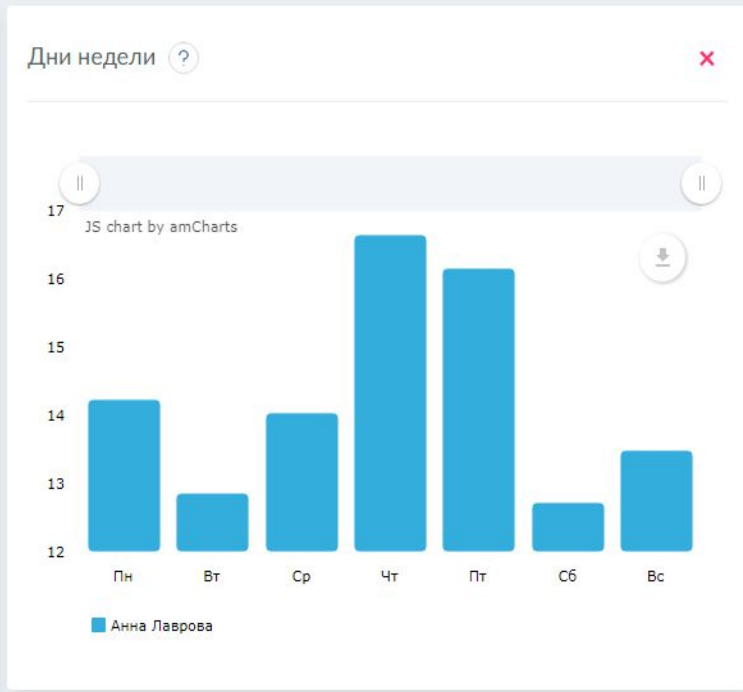 Дни недели ?
17
JS chart by amCharts
16
15
14
13
12
Пн Вт Ср Чт Пт Сб Вс
Анна Лаврова